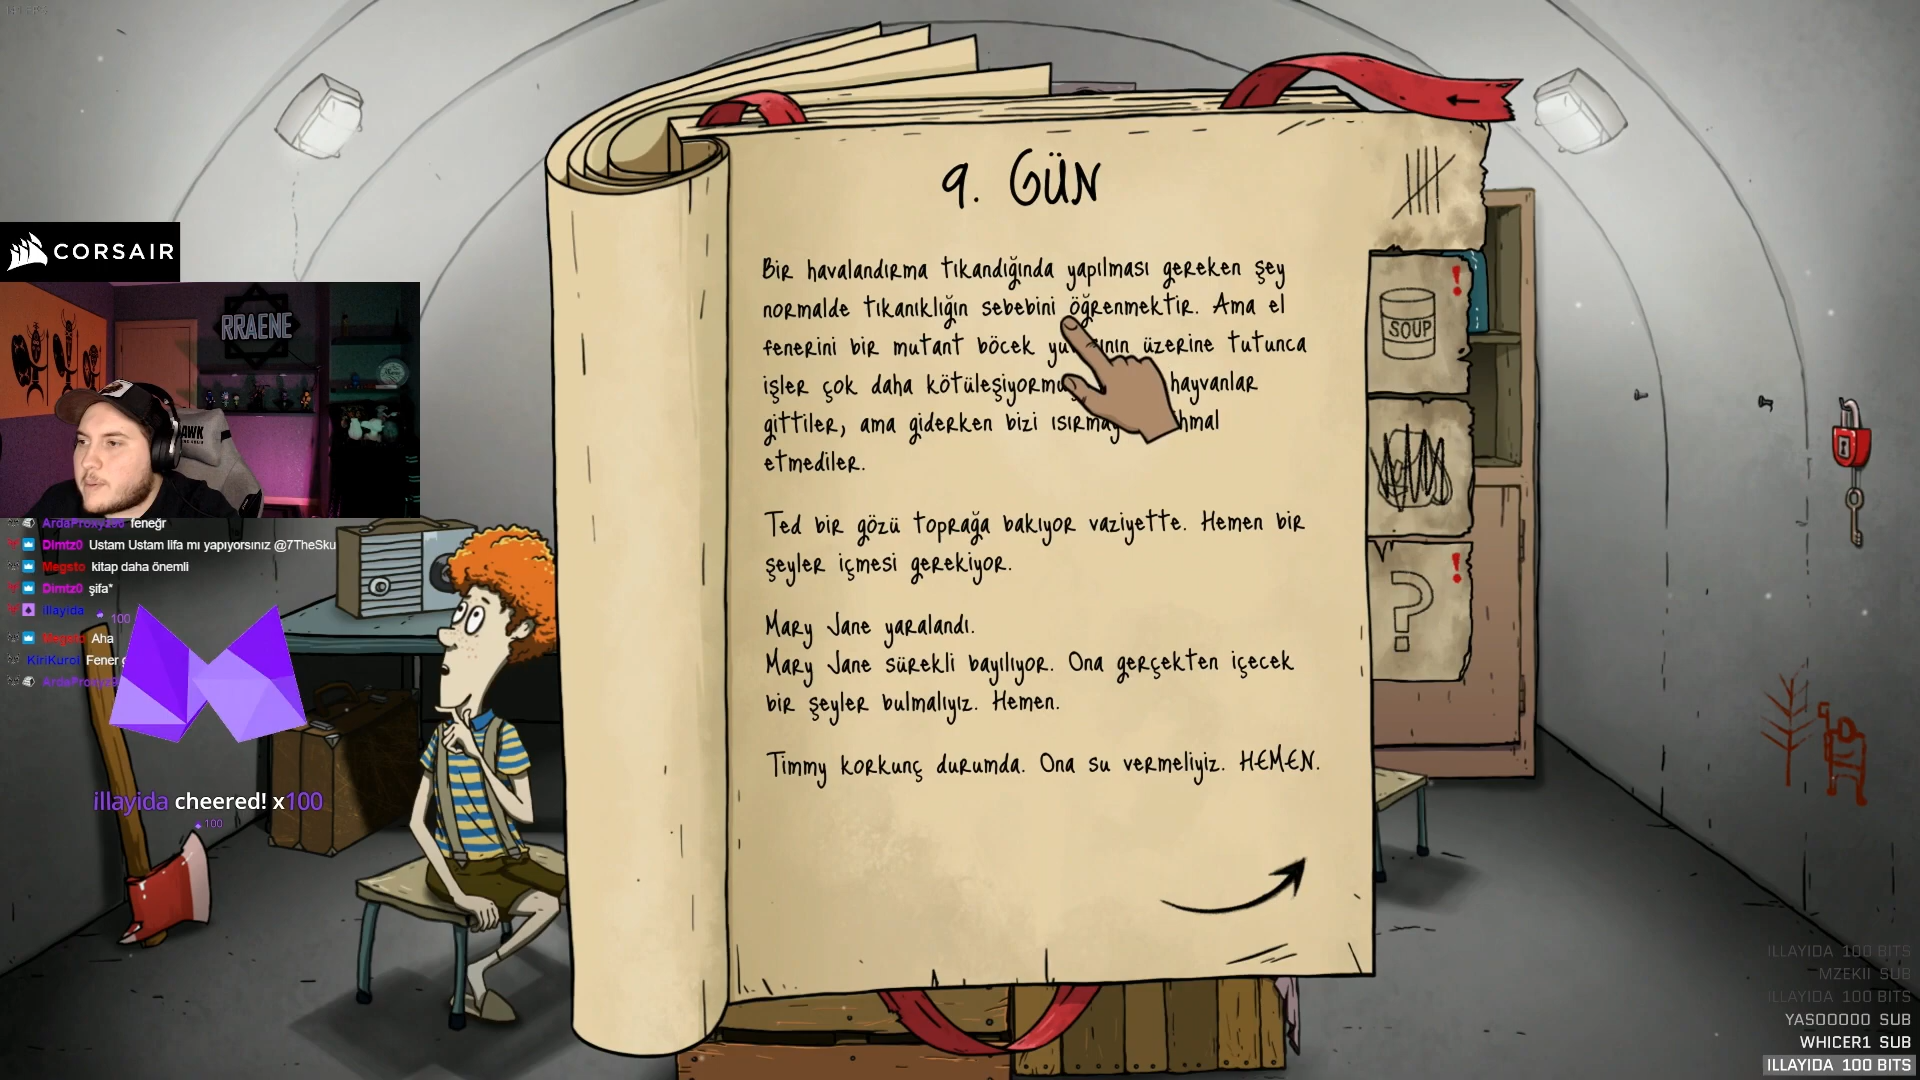 9. GÜN
Bir havalandırma tıkandığında yapılması gereken şey
normalde tıkanıklığın sebebini öğrenmektir. Ama el
fenerini bir mutant böcek üzerine tutunca
işler çok daha kötüleşiyormuş hayvanlar
gittiler, ama giderken bizi
etmediler.
Ted bir gözü toprağa bakıyor vaziyette. Hemen bir
şeyler içmesi gerekiyor.
Mary Jane yaralandı.
Mary Jane sürekli bayılıyor. Ona gerçekten içecek
bir şeyler bulmalıyız. Hemen.
Timmy korkunç durumda. Ona su vermeliyiz. HEMEN.
SOUP
!
?
!
CORSAIR
RRAENE
feneğr
Dimtz0 Ustam Ustam lifa mı yapıyorsınız @7TheSku
Megsto kitap daha önemli
Dimtz0 şifa*
illayida 100
Megsto Aha
KiriKuroi Fener
illayida cheered! x100
100
ILLAYIDA 100 BITS
MZEKII SUB
ILLAYIDA 100 BITS
YASOOOOO SUB
WHICER1 SUB
ILLAYIDA 100 BITS